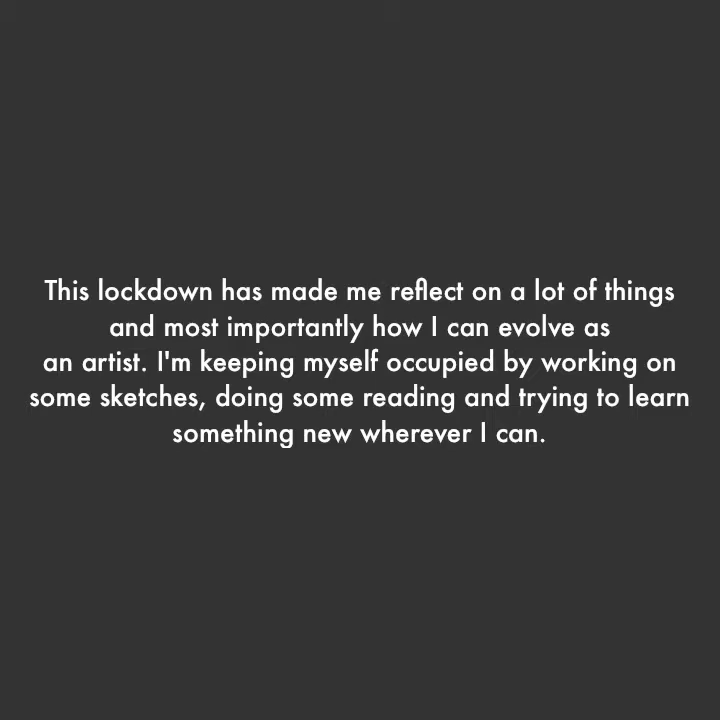 This lockdown has made me reflect on a lot of things
and most importantly how I can evolve as
an artist. I'm keeping myself occupied by working on
some sketches, doing some reading and trying to learn
something new wherever I can.